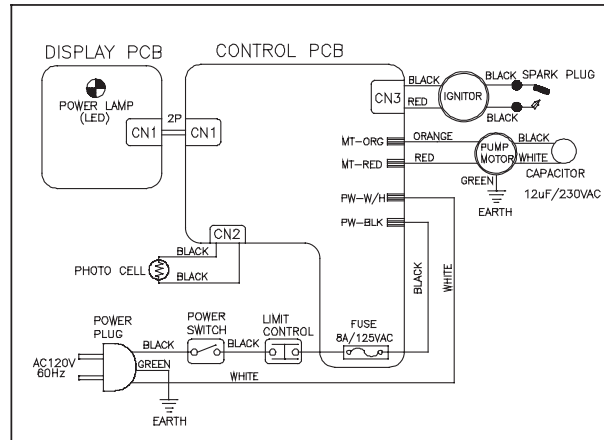 DISPLAY PCB
CONTROL PCB
POWER LAMP
(LED)
2P
CN1
CN1
CN3
BLACK
RED
IGNITOR
BLACK
SPARK PLUG
BLACK
MT-ORG
ORANGE
MT-RED
RED
PUMP
MOTOR
BLACK
WHITE
CAPACITOR
12uF/230VAC
GREEN
EARTH
PW-W/H
PW-BLK
CN2
BLACK
BLACK
PHOTO CELL
BLACK
WHITE
POWER
PLUG
POWER
SWITCH
LIMIT
CONTROL
FUSE
8A/125VAC
BLACK
BLACK
AC120V
60Hz
GREEN
WHITE
EARTH